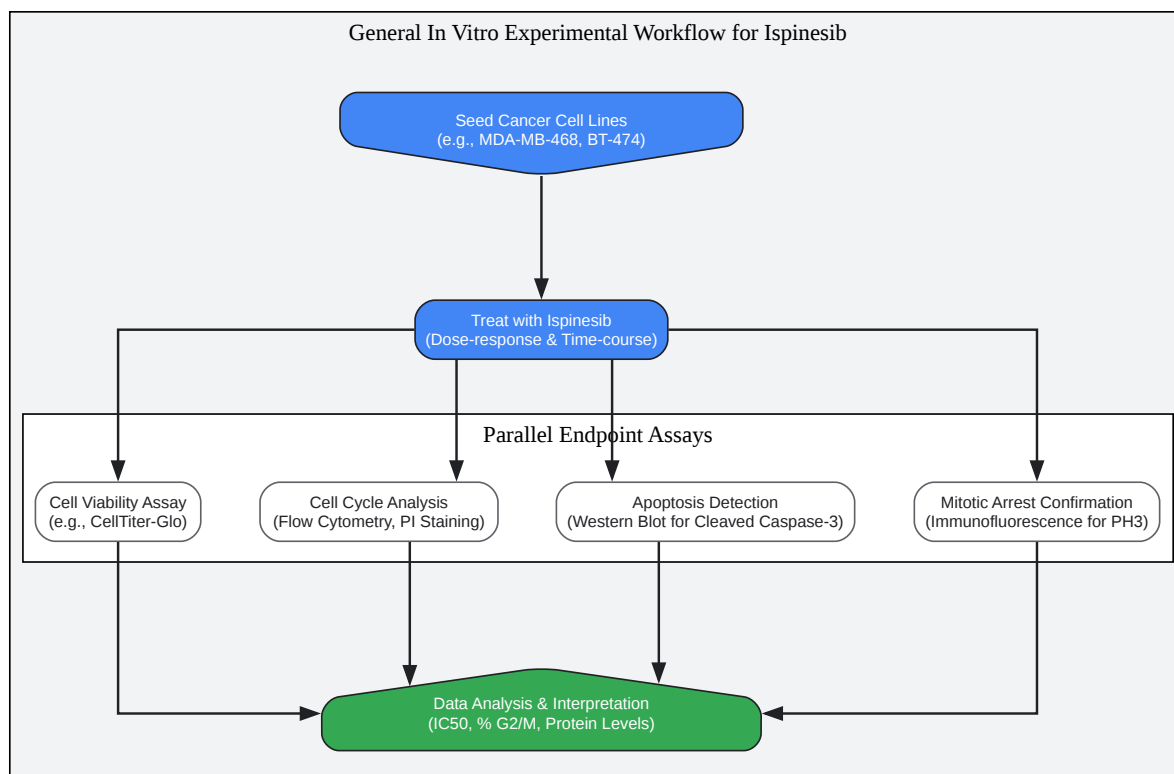 General In Vitro Experimental Workflow for Ispinesib
Seed Cancer Cell Lines
(e.g., MDA-MB-468, BT-474)
Treat with Ispinesib
(Dose-response & Time-course)
Parallel Endpoint Assays
Cell Viability Assay
(e.g., CellTiter-Glo)
Cell Cycle Analysis
(Flow Cytometry, PI Staining)
Apoptosis Detection
(Western Blot for Cleaved Caspase-3)
Mitotic Arrest Confirmation
(Immunofluorescence for PH3)
Data Analysis & Interpretation
(IC50, % G2/M, Protein Levels)